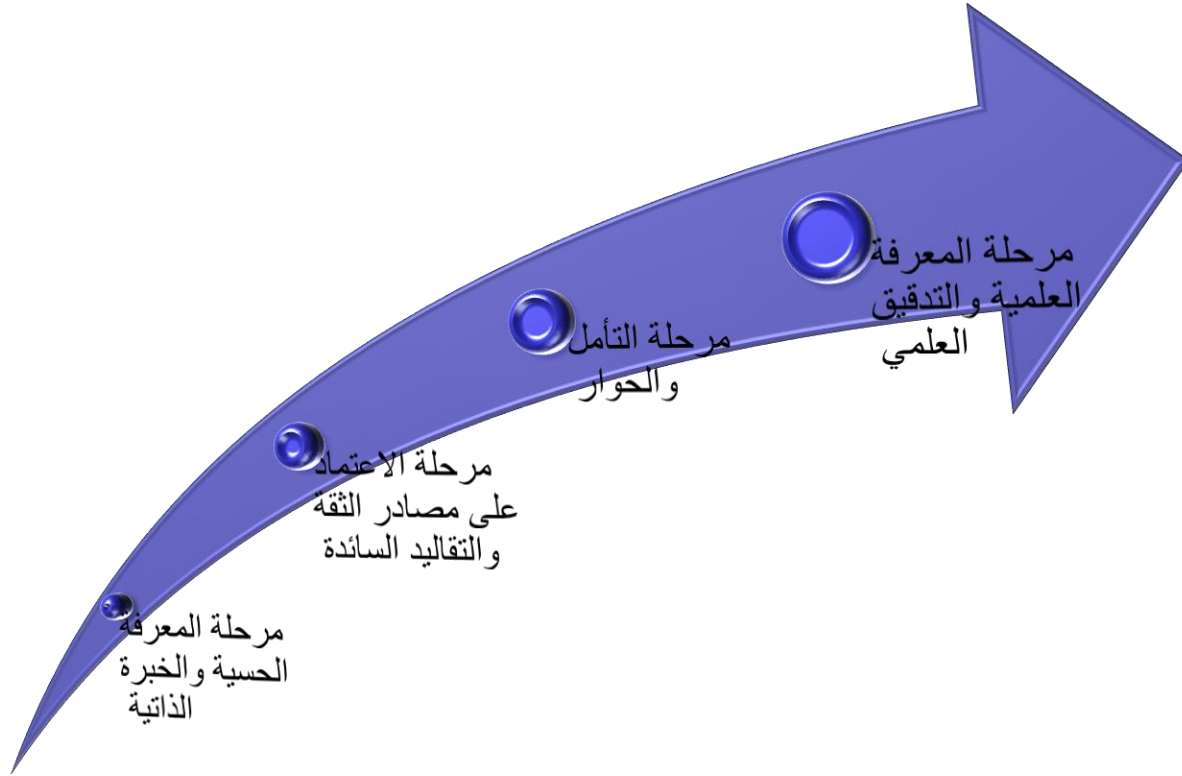 مرحلة المعرفة
الحسية والخبرة
الذاتية
مرحلة الاعتماد
على مصادر الثقة
والتقاليد السائدة
مرحلة التأمل
والحوار
مرحلة المعرفة
العلمية والتدقيق
العلمي